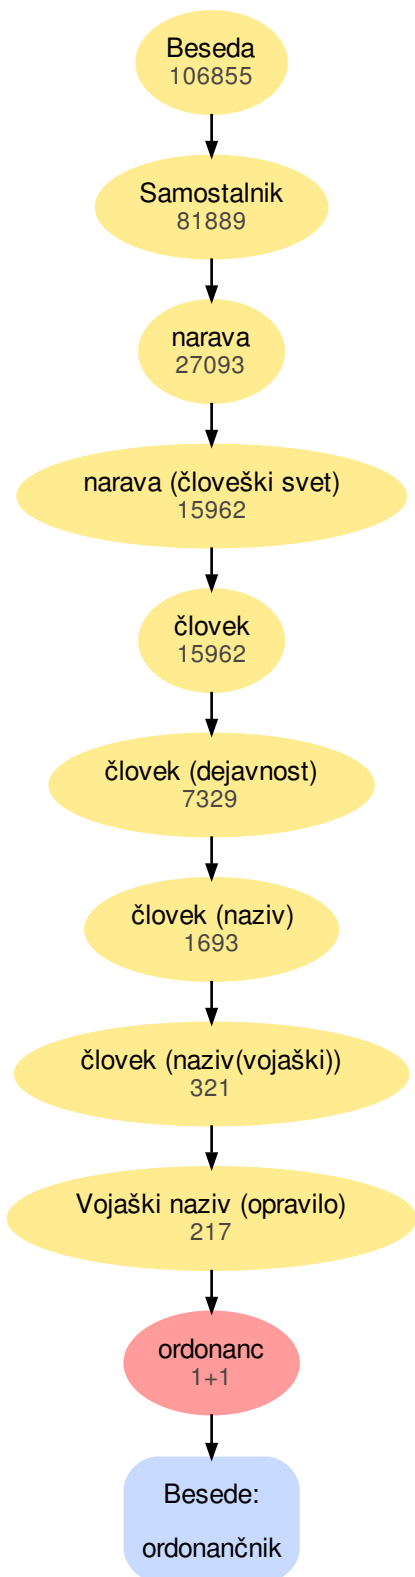 Beseda
106855
Samostalnik
81889
narava
27093
narava (človeški svet)
15962
človek
15962
človek (dejavnost)
7329
človek (naziv)
1693
človek (naziv(vojaški))
321
Vojaški naziv (opravilo)
217
ordonanc
1+1
Besede:
ordonančnik